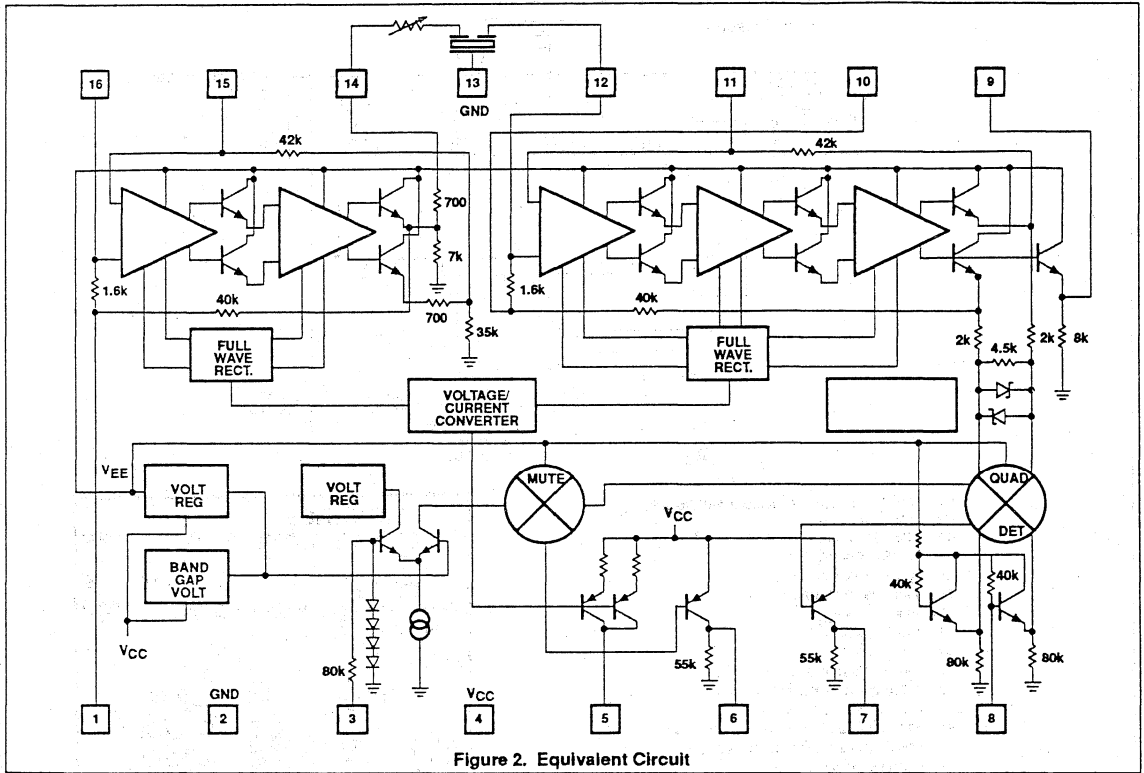 16
15
14
13
12
11
10
9
GND
42k
42k
700
7k
1.6k
40k
700
35k
1.6k
40k
2k
4.5k
2k
8k
FULL
WAVE
RECT.
FULL
WAVE
RECT.
VOLTAGE/
CURRENT
CONVERTER
VEE
VOLT
REG
VOLT
REG
MUTE
QUAD
DET
VCC
BAND
GAP
VOLT
VCC
40k
40k
80k
55k
55k
80k
80k
GND
VCC
1
2
3
4
5
6
7
8
Figure 2. Equivalent Circuit